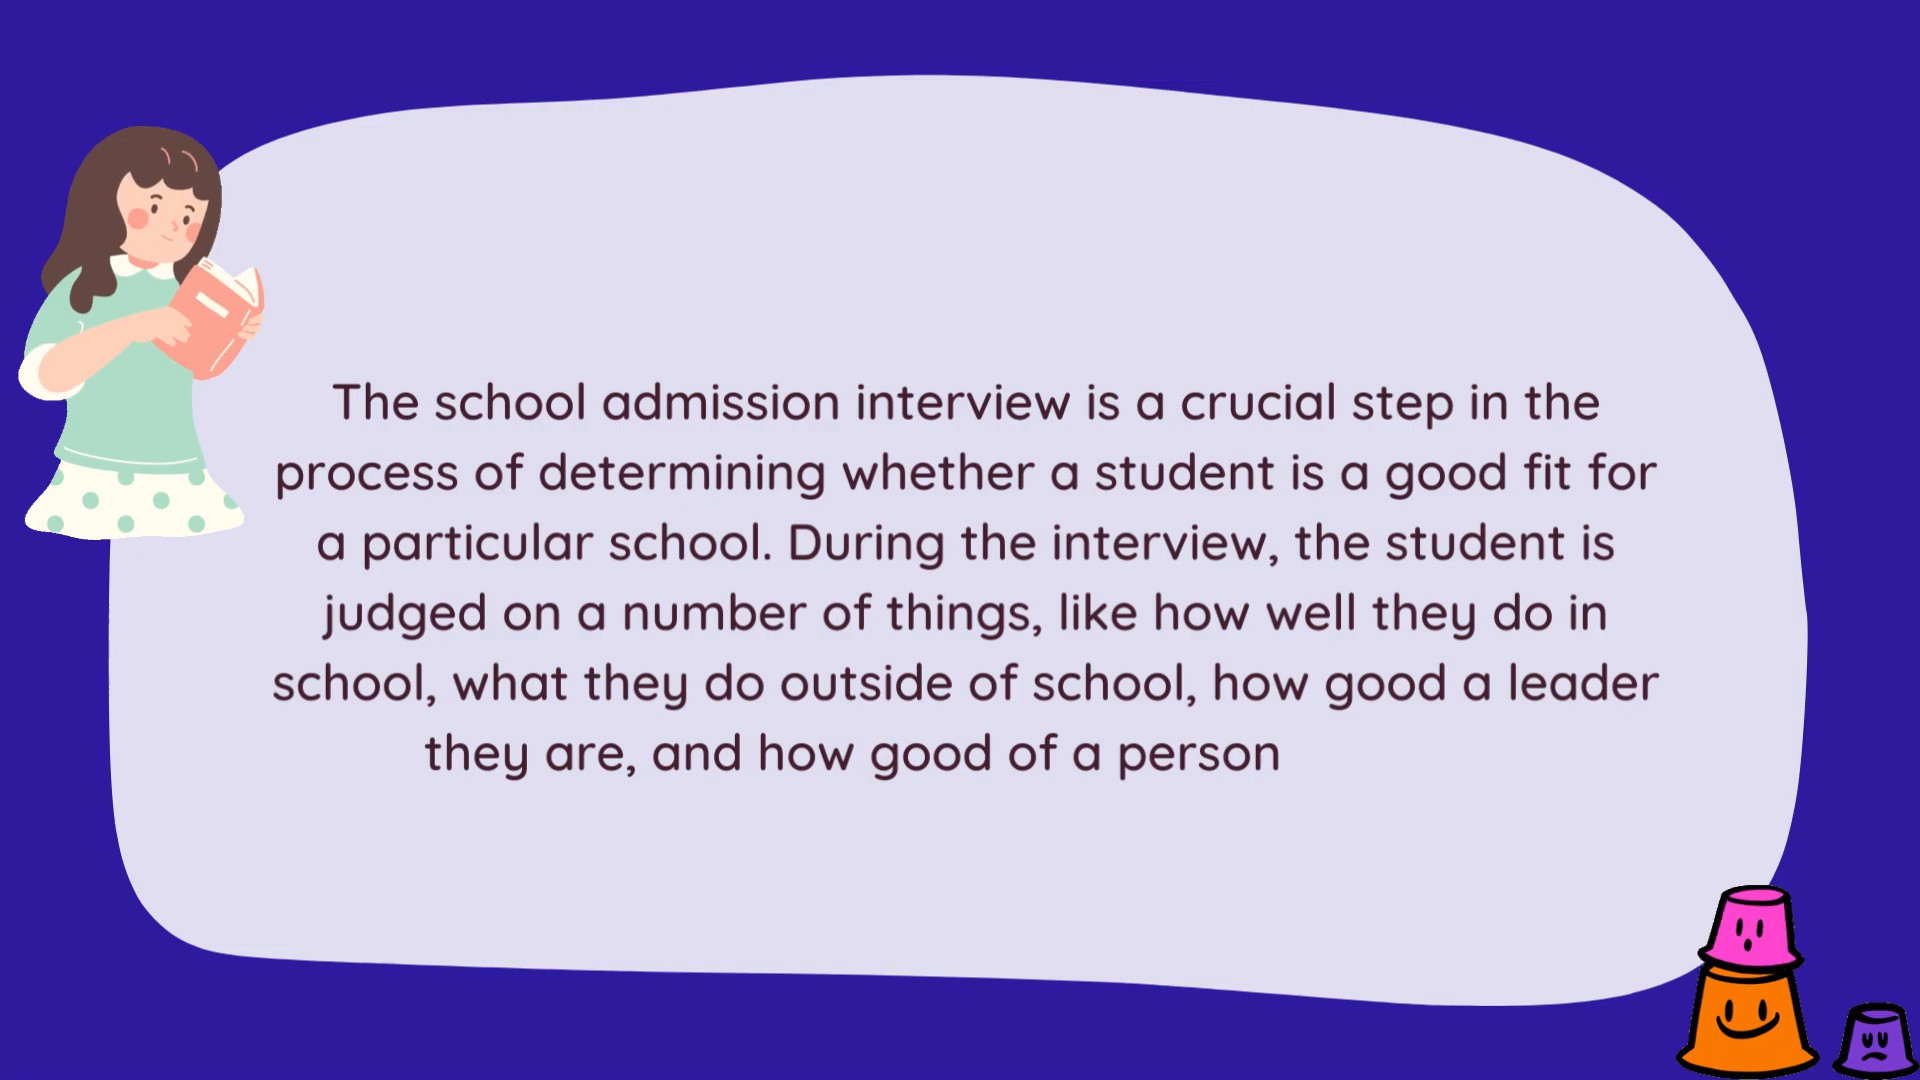 The school admission interview is a crucial step in the
process of determining whether a student is a good fit for
a particular school. During the interview, the student is
judged on a number of things, like how well they do in
school, what they do outside of school, how good a leader
they are, and how good of a person